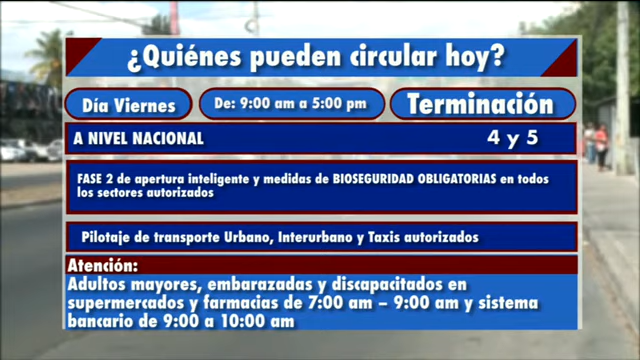 ¿Quiénes pueden circular hoy?
Día Viernes
De: 9:00 am a 5:00 pm
Terminación
A NIVEL NACIONAL
4 y 5
FASE 2 de apertura inteligente y medidas de BIOSEGURIDAD OBLIGATORIAS en todos
los sectores autorizados
Pilotaje de transporte Urbano, Interurbano y Taxis autorizados
Atención:
Adultos mayores, embarazadas y discapacitados en
supermercados y farmacias de 7:00 am – 9:00 am y sistema
bancario de 9:00 a 10:00 am